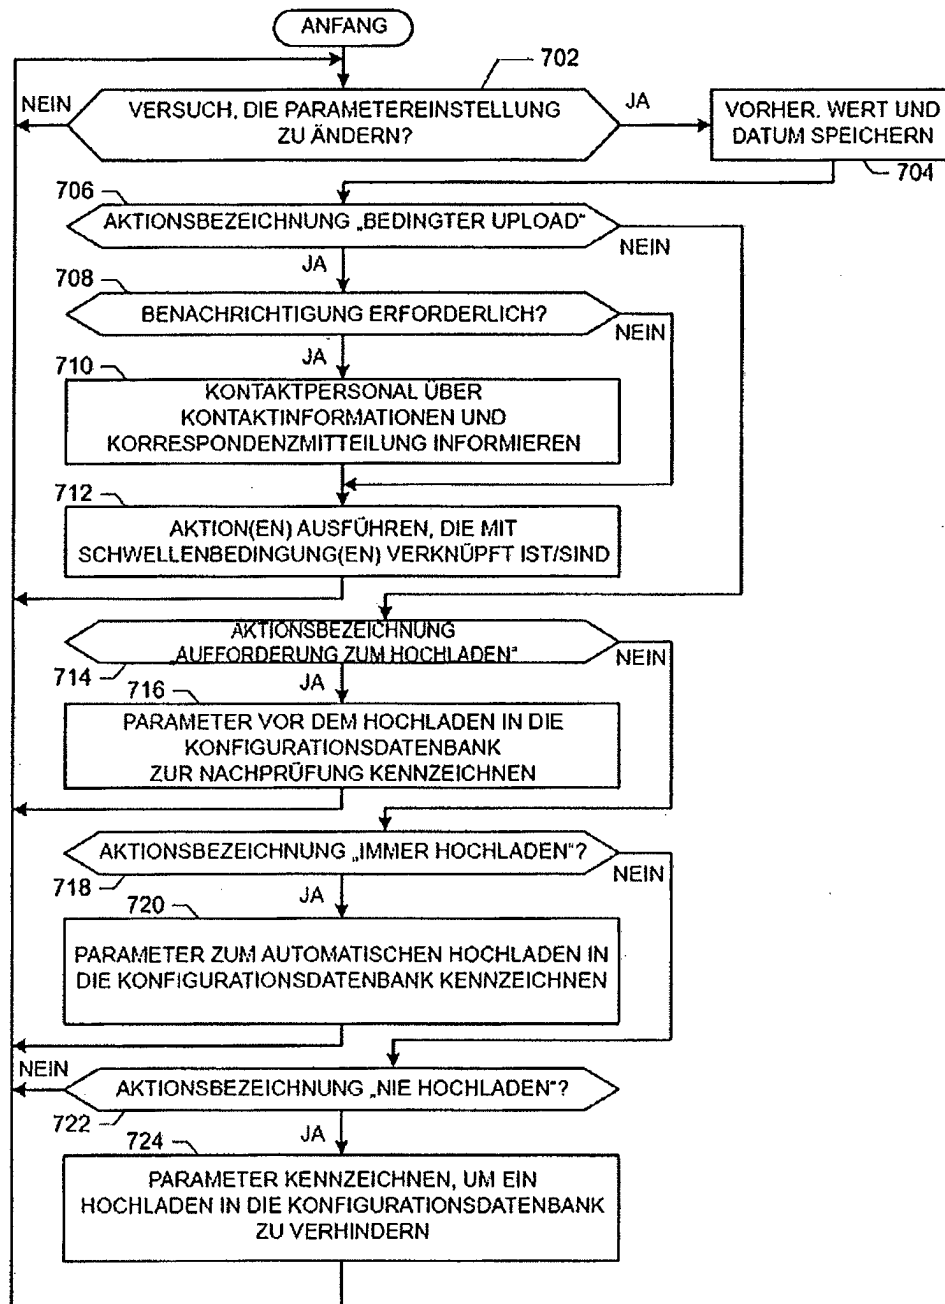 ANFANG
702
NEIN
VERSUCH, DIE PARAMETEREINSTELLUNG
ZU ÄNDERN?
JA
VORHER. WERT UND
DATUM SPEICHERN
704
706
AKTIONSBEZEICHNUNG „BEDINGTER UPLOAD“
NEIN
JA
708
BENACHRICHTIGUNG ERFORDERLICH?
NEIN
JA
710
KONTAKTPERSONAL ÜBER
KONTAKTINFORMATIONEN UND
KORRESPONDENZMITTEILUNG INFORMIEREN
712
AKTION(EN) AUSFÜHREN, DIE MIT
SCHWELLENBEDINGUNG(EN) VERKNÜPFT IST/SIND
AKTIONSBEZEICHNUNG
„AUFFORDERUNG ZUM HOCHLADEN“
NEIN
714
JA
716
PARAMETER VOR DEM HOCHLADEN IN DIE
KONFIGURATIONSDATENBANK
ZUR NACHPRÜFUNG KENNZEICHNEN
AKTIONSBEZEICHNUNG „IMMER HOCHLADEN“?
NEIN
718
JA
720
PARAMETER ZUM AUTOMATISCHEN HOCHLADEN IN
DIE KONFIGURATIONSDATENBANK KENNZEICHNEN
NEIN
AKTIONSBEZEICHNUNG „NIE HOCHLADEN“?
722
JA
724
PARAMETER KENNZEICHNEN, UM EIN
HOCHLADEN IN DIE KONFIGURATIONSDATENBANK
ZU VERHINDERN